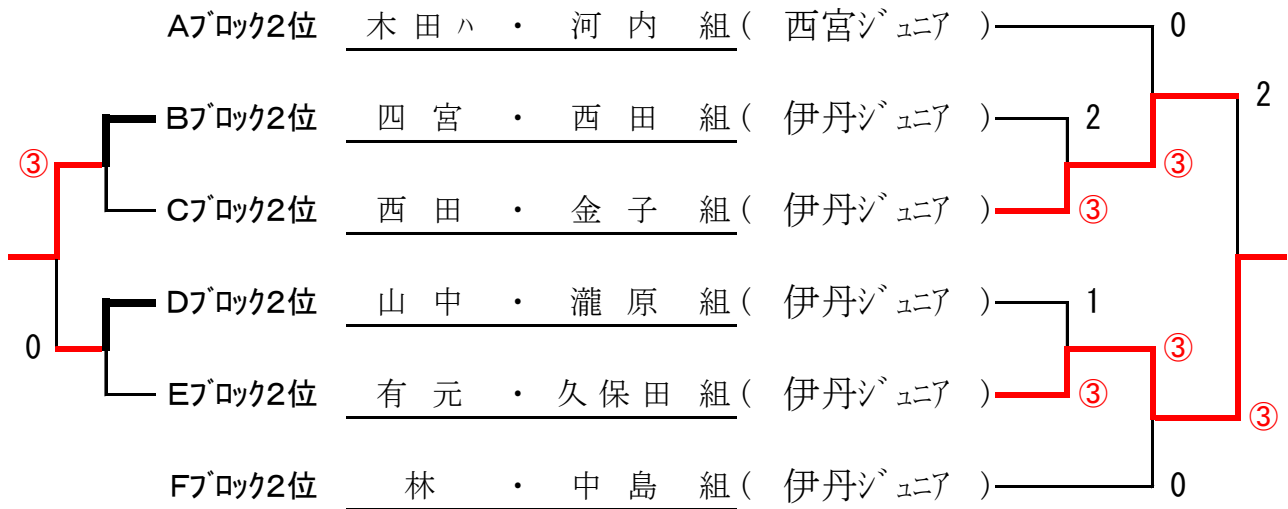 Aブロック2位 木田ハ ・ 河内 組( 西宮ジュニア ) 0
2
Bブロック2位 四宮 ・ 西田 組( 伊丹ジュニア ) 2
③ ③
Cブロック2位 西田 ・ 金子 組( 伊丹ジュニア ) ③
Dブロック2位 山中 ・ 瀧原 組( 伊丹ジュニア ) 1
0 ③
Eブロック2位 有元 ・ 久保田 組( 伊丹ジュニア ) ③
③
Fブロック2位 林 ・ 中島 組( 伊丹ジュニア ) 0